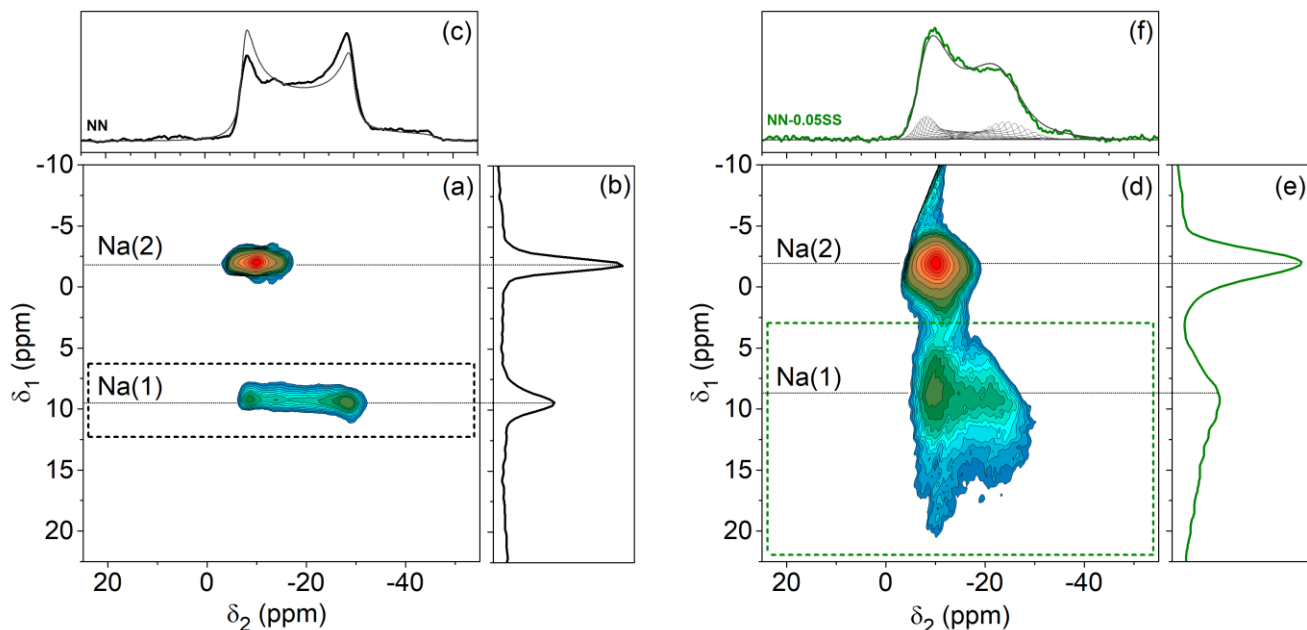 (c)
NN
-10
-5
0
5
10
15
20
δ1 (ppm)
(a)
Na(2)
Na(1)
(b)
20 0 -20 -40
δ2 (ppm)
(f)
NN-0.05SS
-10
-5
0
5
10
15
20
δ1 (ppm)
(d)
Na(2)
Na(1)
(e)
20 0 -20 -40
δ2 (ppm)